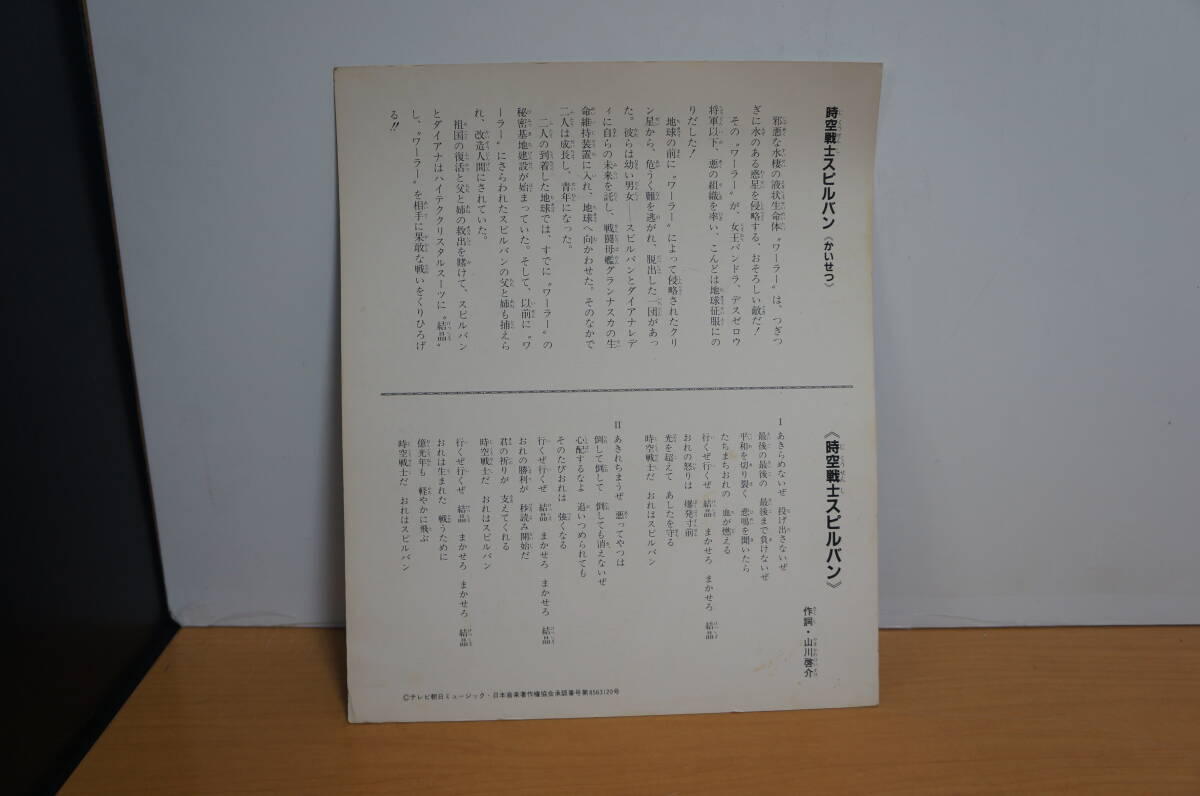 時空戦士スピルバン〈かいせつ〉
邪悪な水棲の液状生命体〝ワーラー〟は、つぎつ
ぎに水のある惑星を侵略する、おそろしい敵だ！
その〝ワーラー〟が、女王パンドラ、デスゼロウ
将軍以下、悪の組織を率い、こんどは地球征服にの
りだした！
地球の前に〝ワーラー〟によって侵略されたクリ
ン星から、危うく難を逃がれ、脱出した一団があっ
た。彼らは幼い男女――スピルバンとダイアナレデ
ィに自らの未来を託し、戦闘母艦グランナスカの生
命維持装置に入れ、地球へ向かわせた。そのなかで
二人は成長し、青年になった。
二人の到着した地球では、すでに〝ワーラー〟の
秘密基地建設が始まっていた。そして、以前に〝ワ
ーラー〟にさらわれたスピルバンの父と姉も捕えら
れ、改造人間にされていた。
祖国の復活と父と姉の救出を賭けて、スピルバン
とダイアナはハイテククリスタルスーツに〝結晶〟
し、〝ワーラー〟を相手に果敢な戦いをくりひろげ
る!!
《時空戦士スピルバン》
作詞・山川啓介
I
あきらめないぜ　投げ出さないぜ
最後の最後の　最後まで負けないぜ
平和を切り裂く　悲鳴を聞いたら
たちまちおれの　血が燃える
行くぜ行くぜ　結晶　まかせろ　まかせろ　結晶
おれの怒りは　爆発寸前
光を超えて　あしたを守る
時空戦士だ　おれはスピルバン
II
あきれちまうぜ　悪ってやつは
倒して倒して　倒しても消えないぜ
心配するなよ　追いつめられても
そのたびおれは　強くなる
行くぜ行くぜ　結晶　まかせろ　まかせろ　結晶
おれの勝利が　秒読み開始だ
君の祈りが　支えてくれる
時空戦士だ　おれはスピルバン
行くぜ行くぜ　結晶　まかせろ　まかせろ　結晶
おれは生まれた　戦うために
億光年も　軽やかに飛ぶ
時空戦士だ　おれはスピルバン
©テレビ朝日ミュージック・日本音楽著作権協会承認番号第8563120号